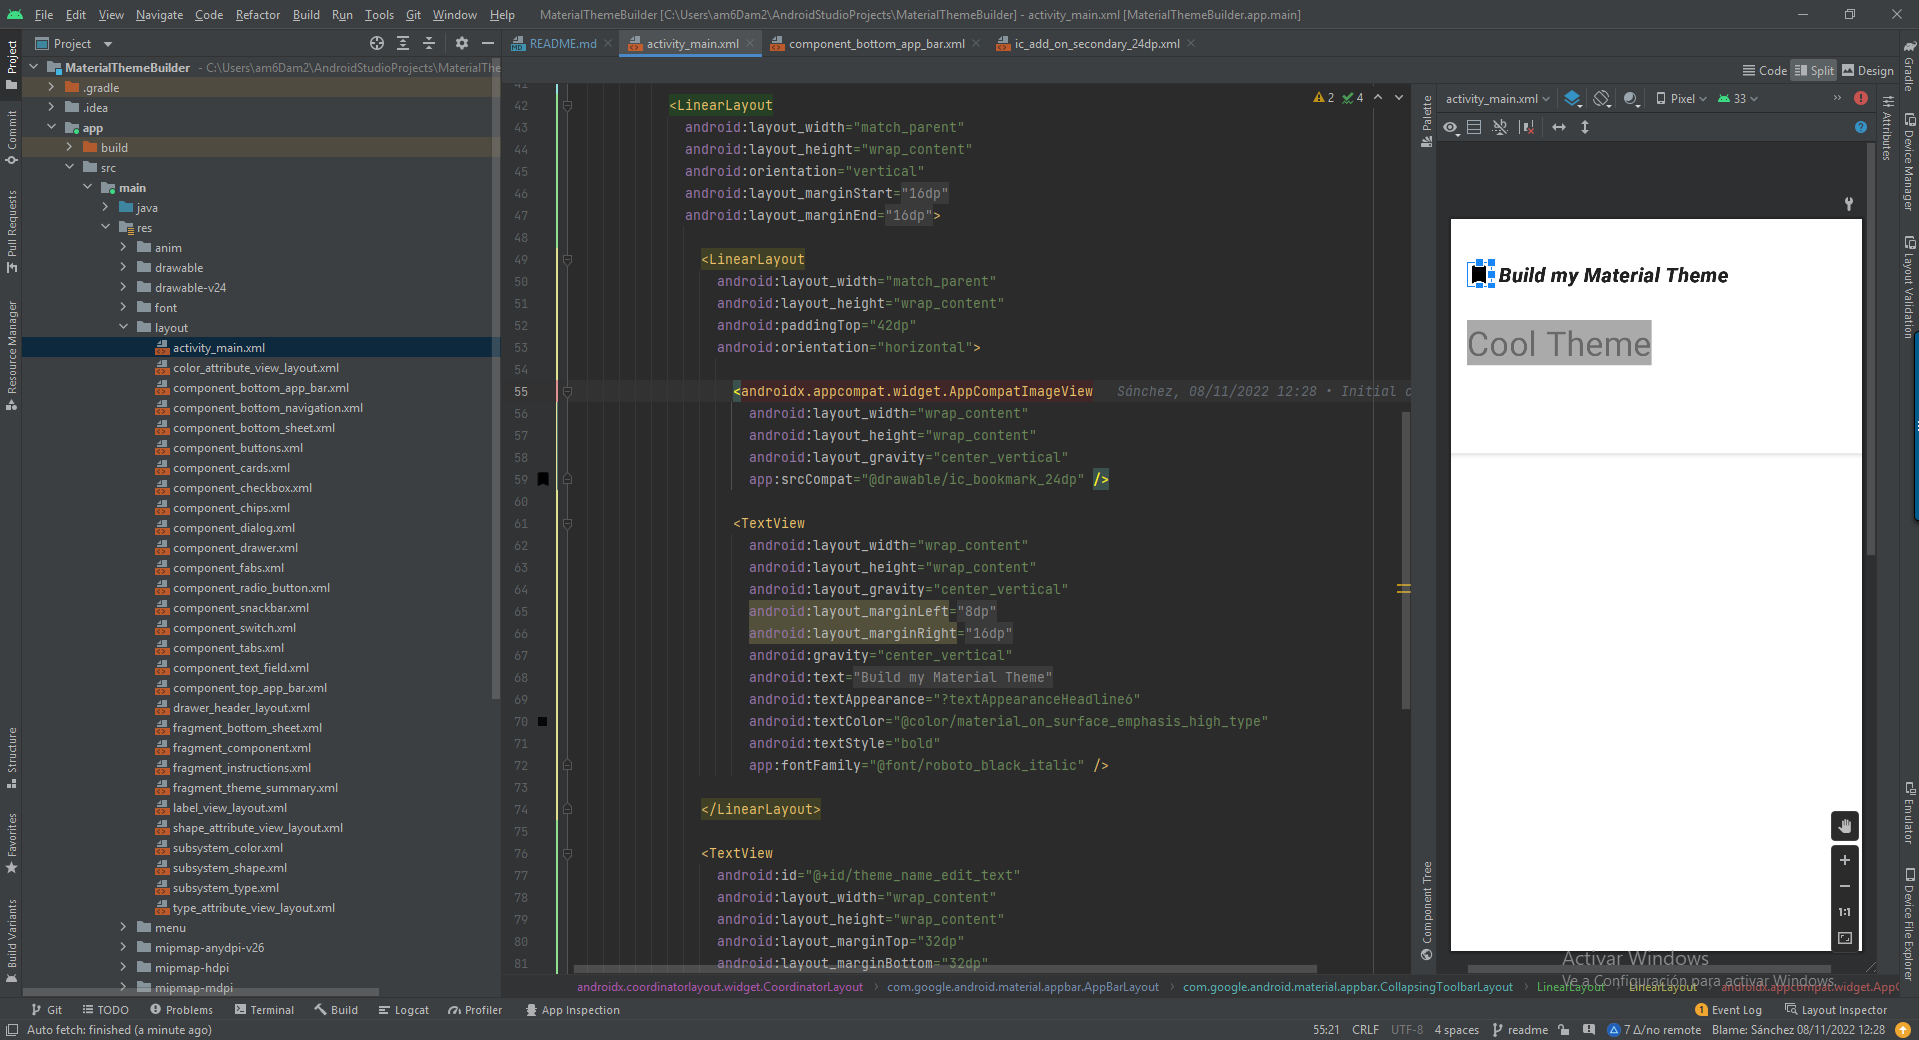 File Edit View Navigate Code Refactor Build Run Tools Git Window Help MaterialThemeBuilder [C:\Users\am6Dam2\AndroidStudioProjects\MaterialThemeBuilder] - activity_main.xml [MaterialThemeBuilder.app.main]
Project
README.md activity_main.xml component_bottom_app_bar.xml ic_add_on_secondary_24dp.xml
Code Split Design
Project
Commit
Pull Requests
Resource Manager
Structure
Favorites
Build Variants
MaterialThemeBuilder - C:\Users\am6Dam2\AndroidStudioProjects\MaterialThe
.gradle
.idea
app
build
src
main
java
res
anim
drawable
drawable-v24
font
layout
activity_main.xml
color_attribute_view_layout.xml
component_bottom_app_bar.xml
component_bottom_navigation.xml
component_bottom_sheet.xml
component_buttons.xml
component_cards.xml
component_checkbox.xml
component_chips.xml
component_dialog.xml
component_drawer.xml
component_fabs.xml
component_radio_button.xml
component_snackbar.xml
component_switch.xml
component_tabs.xml
component_text_field.xml
component_top_app_bar.xml
drawer_header_layout.xml
fragment_bottom_sheet.xml
fragment_component.xml
fragment_instructions.xml
fragment_theme_summary.xml
label_view_layout.xml
shape_attribute_view_layout.xml
subsystem_color.xml
subsystem_shape.xml
subsystem_type.xml
type_attribute_view_layout.xml
menu
mipmap-anydpi-v26
mipmap-hdpi
mipmap-mdpi
2 4
41
42 <LinearLayout
43 android:layout_width="match_parent"
44 android:layout_height="wrap_content"
45 android:orientation="vertical"
46 android:layout_marginStart="16dp"
47 android:layout_marginEnd="16dp">
48
49 <LinearLayout
50 android:layout_width="match_parent"
51 android:layout_height="wrap_content"
52 android:paddingTop="42dp"
53 android:orientation="horizontal">
54
55 <androidx.appcompat.widget.AppCompatImageView Sánchez, 08/11/2022 12:28 • Initial c
56 android:layout_width="wrap_content"
57 android:layout_height="wrap_content"
58 android:layout_gravity="center_vertical"
59 app:srcCompat="@drawable/ic_bookmark_24dp" />
60
61 <TextView
62 android:layout_width="wrap_content"
63 android:layout_height="wrap_content"
64 android:layout_gravity="center_vertical"
65 android:layout_marginLeft="8dp"
66 android:layout_marginRight="16dp"
67 android:gravity="center_vertical"
68 android:text="Build my Material Theme"
69 android:textAppearance="?textAppearanceHeadline6"
70 android:textColor="@color/material_on_surface_emphasis_high_type"
71 android:textStyle="bold"
72 app:fontFamily="@font/roboto_black_italic" />
73
74 </LinearLayout>
75
76 <TextView
77 android:id="@+id/theme_name_edit_text"
78 android:layout_width="wrap_content"
79 android:layout_height="wrap_content"
80 android:layout_marginTop="32dp"
81 android:layout_marginBottom="32dp"
Palette
Component Tree
activity_main.xml Pixel 33
Build my Material Theme
Cool Theme
1:1
Activar Windows
Ve a Configuración para activar Windows.
Gradle
Attributes
Device Manager
Layout Validation
Emulator
Device File Explorer
androidx.coordinatorlayout.widget.CoordinatorLayout com.google.android.material.appbar.AppBarLayout com.google.android.material.appbar.CollapsingToolbarLayout LinearLayout LinearLayout androidx.appcompat.widget.AppC
Git TODO Problems Terminal Build Logcat Profiler App Inspection 1 Event Log Layout Inspector
Auto fetch: finished (a minute ago) 55:21 CRLF UTF-8 4 spaces readme 7 Δ/no remote Blame: Sánchez 08/11/2022 12:28